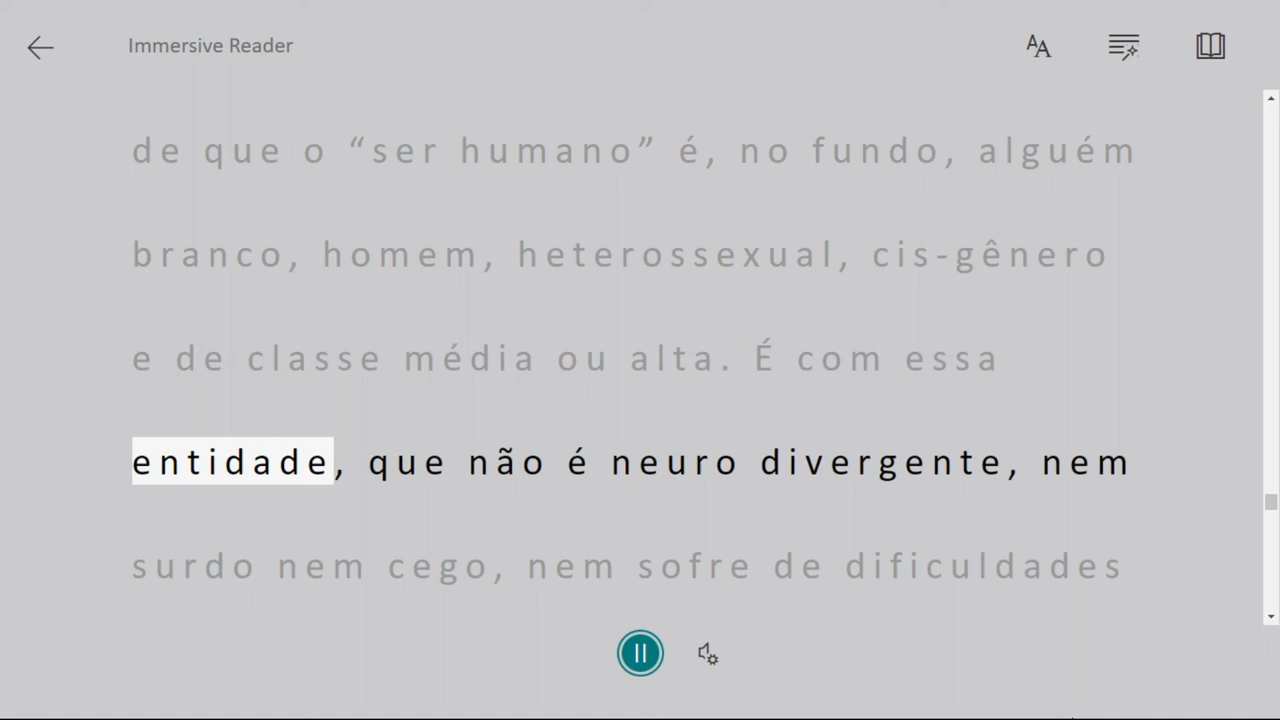 Immersive Reader
de que o “ser humano” é, no fundo, alguém
branco, homem, heterossexual, cis-gênero
e de classe média ou alta. É com essa
entidade, que não é neuro divergente, nem
surdo nem cego, nem sofre de dificuldades